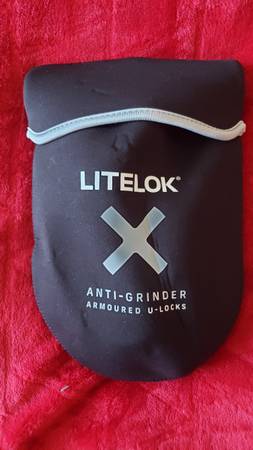 LITELOK®
X
ANTI-GRINDER
ARMOURED U-LOCKS